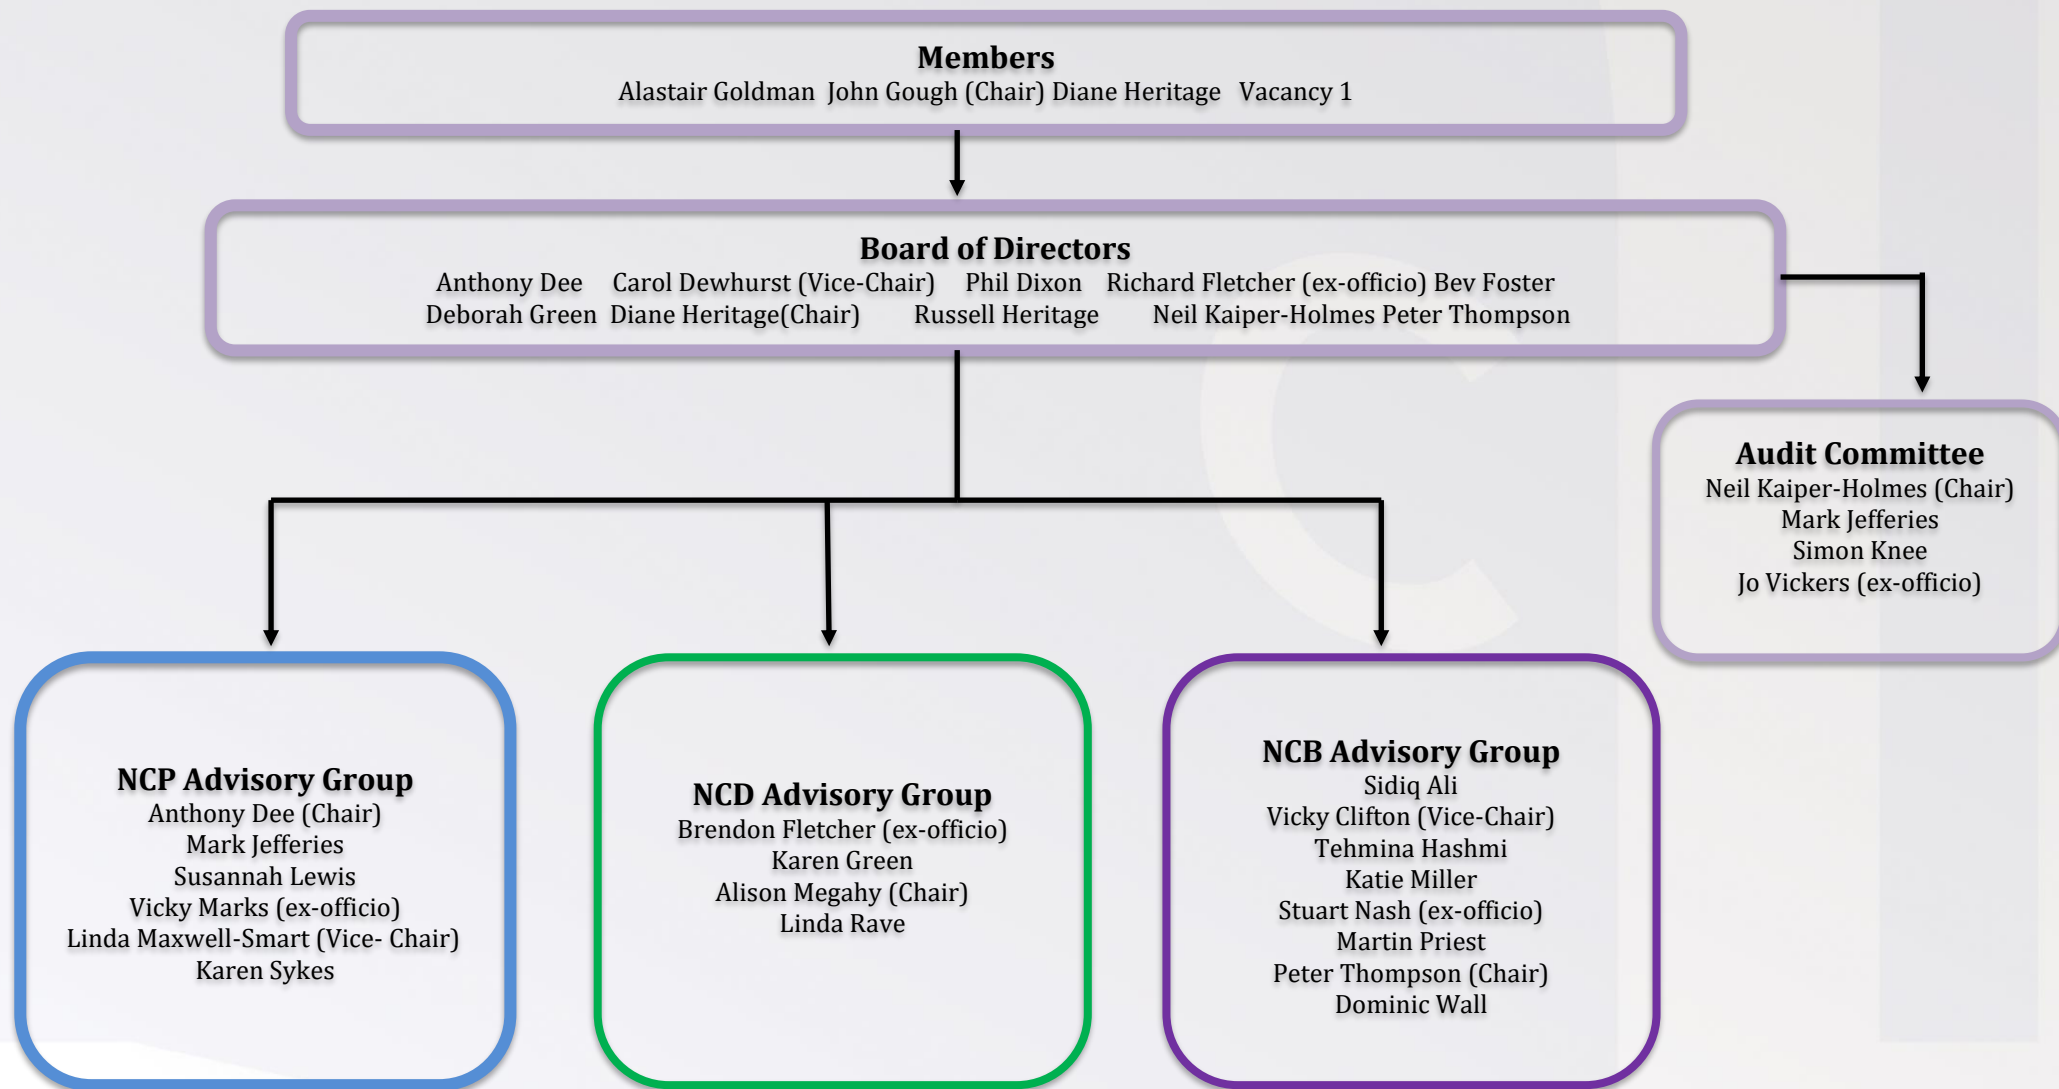 Members
Alastair Goldman John Gough (Chair) Diane Heritage Vacancy 1
Board of Directors
Anthony Dee Carol Dewhurst (Vice-Chair) Phil Dixon Richard Fletcher (ex-officio) Bev Foster
Deborah Green Diane Heritage(Chair) Russell Heritage Neil Kaiper-Holmes Peter Thompson
Audit Committee
Neil Kaiper-Holmes (Chair)
Mark Jefferies
Simon Knee
Jo Vickers (ex-officio)
NCP Advisory Group
Anthony Dee (Chair)
Mark Jefferies
Susannah Lewis
Vicky Marks (ex-officio)
Linda Maxwell-Smart (Vice- Chair)
Karen Sykes
NCD Advisory Group
Brendon Fletcher (ex-officio)
Karen Green
Alison Megahy (Chair)
Linda Rave
NCB Advisory Group
Sidiq Ali
Vicky Clifton (Vice-Chair)
Tehmina Hashmi
Katie Miller
Stuart Nash (ex-officio)
Martin Priest
Peter Thompson (Chair)
Dominic Wall